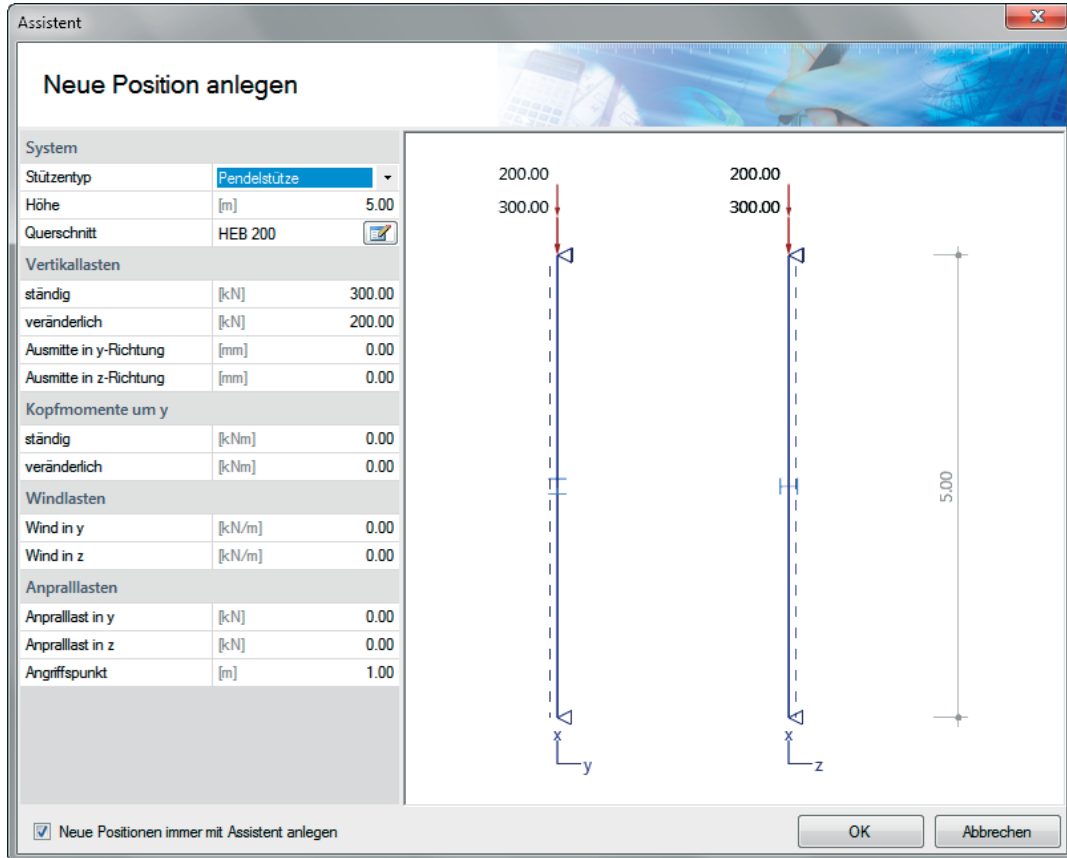 Assistent
Neue Position anlegen
System
Stützentyp Pendelstütze
Höhe [m] 5.00
Querschnitt HEB 200
Vertikallasten
ständig [kN] 300.00
veränderlich [kN] 200.00
Ausmitte in y-Richtung [mm] 0.00
Ausmitte in z-Richtung [mm] 0.00
Kopfmomente um y
ständig [kNm] 0.00
veränderlich [kNm] 0.00
Windlasten
Wind in y [kN/m] 0.00
Wind in z [kN/m] 0.00
Anpralllasten
Anpralllast in y [kN] 0.00
Anpralllast in z [kN] 0.00
Angriffspunkt [m] 1.00
200.00 200.00
300.00 300.00
5.00
x x
y z
Neue Positionen immer mit Assistent anlegen
OK Abbrechen